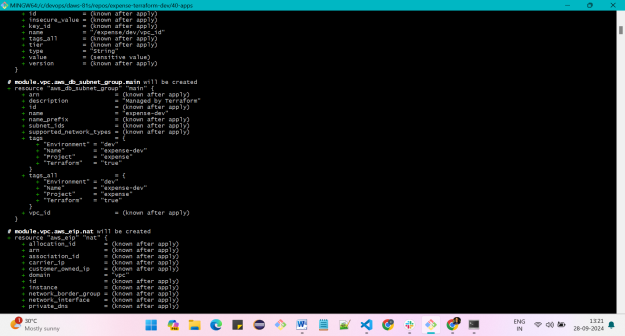 MINGW64:/c/devops/daws-81s/repos/expense-terraform-dev/40-apps
+ id = (known after apply)
+ insecure_value = (known after apply)
+ key_id = (known after apply)
+ name = "/expense/dev/vpc_id"
+ tags_all = (known after apply)
+ tier = (known after apply)
+ type = "String"
+ value = (sensitive value)
+ version = (known after apply)
}
# module.vpc.aws_db_subnet_group.main will be created
+ resource "aws_db_subnet_group" "main" {
+ arn = (known after apply)
+ description = "Managed by Terraform"
+ id = (known after apply)
+ name = "expense-dev"
+ name_prefix = (known after apply)
+ subnet_ids = (known after apply)
+ supported_network_types = (known after apply)
+ tags = {
+ "Environment" = "dev"
+ "Name" = "expense-dev"
+ "Project" = "expense"
+ "Terraform" = "true"
}
+ tags_all = {
+ "Environment" = "dev"
+ "Name" = "expense-dev"
+ "Project" = "expense"
+ "Terraform" = "true"
}
+ vpc_id = (known after apply)
}
# module.vpc.aws_eip.nat will be created
+ resource "aws_eip" "nat" {
+ allocation_id = (known after apply)
+ arn = (known after apply)
+ association_id = (known after apply)
+ carrier_ip = (known after apply)
+ customer_owned_ip = (known after apply)
+ domain = "vpc"
+ id = (known after apply)
+ instance = (known after apply)
+ network_border_group = (known after apply)
+ network_interface = (known after apply)
+ private_dns = (known after apply)
30°C
Mostly sunny
ENG
IN
13:21
28-09-2024